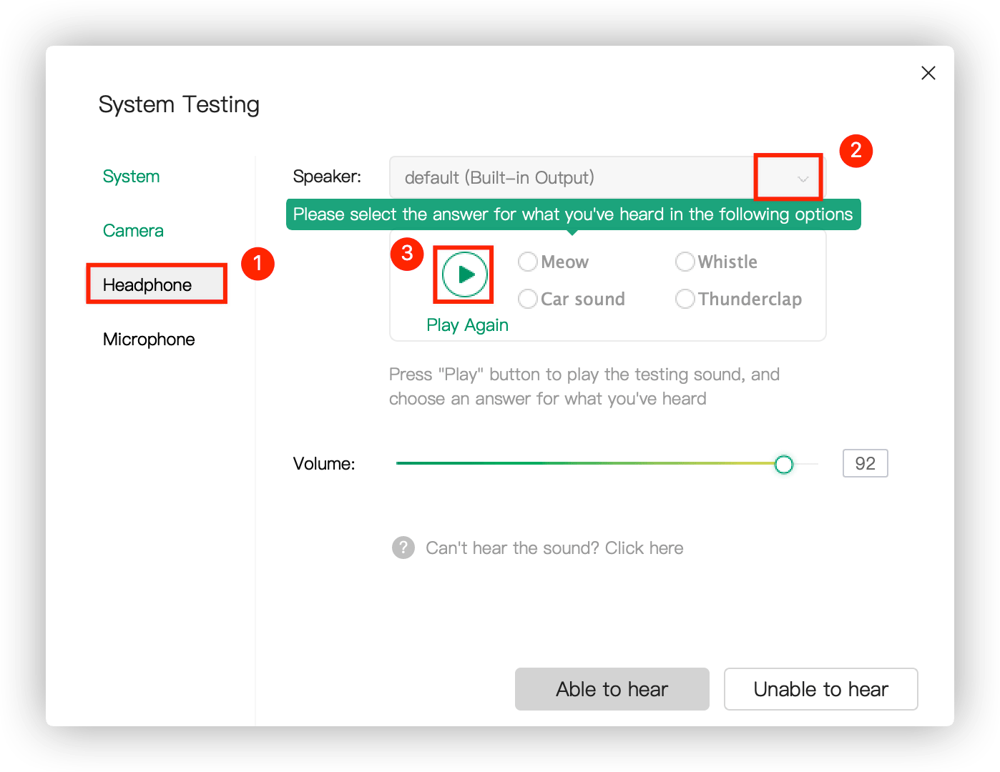 System Testing
System
Camera
Headphone
1
Microphone
Speaker:
default (Built-in Output)
2
Please select the answer for what you've heard in the following options
3
Meow
Whistle
Car sound
Thunderclap
Play Again
Press "Play" button to play the testing sound, and
choose an answer for what you've heard
Volume:
92
? Can't hear the sound? Click here
Able to hear
Unable to hear